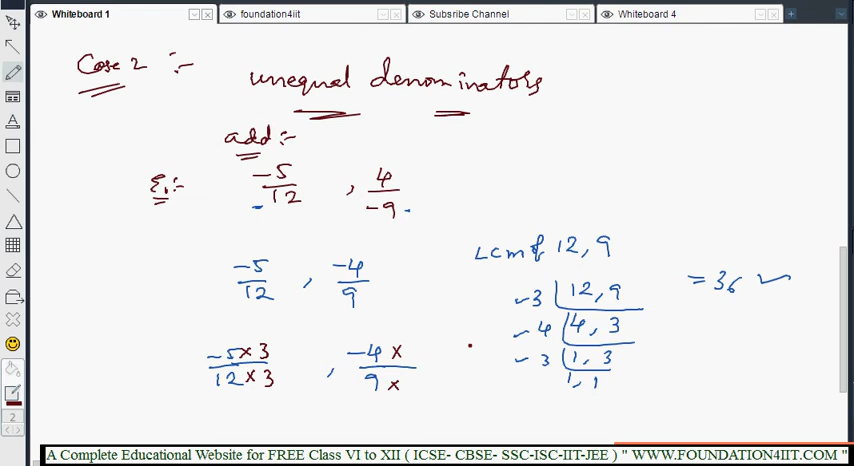 Whiteboard 1
foundation4iit
Subsribe Channel
Whiteboard 4
Case 2 :-
unequal denominators
add :-
Ex :- -5/12 , 4/-9
-5/12 , -4/9
LCM of 12, 9
3 | 12, 9
4 | 4, 3
3 | 1, 3
1, 1
= 36
-5 × 3 / 12 × 3 , -4 × / 9 ×
2
A Complete Educational Website for FREE Class VI to XII ( ICSE- CBSE- SSC-ISC-IIT-JEE ) " WWW.FOUNDATION4IIT.COM "